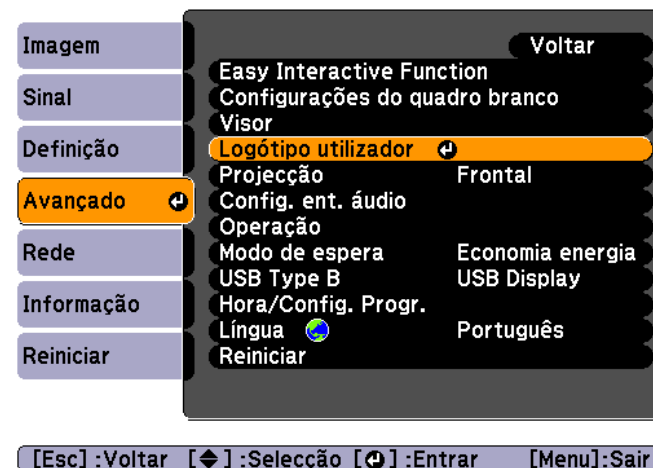 Imagem
Sinal
Definição
Avançado
Rede
Informação
Reiniciar
Voltar
Easy Interactive Function
Configurações do quadro branco
Visor
Logótipo utilizador
Projecção Frontal
Config. ent. áudio
Operação
Modo de espera Economia energia
USB Type B USB Display
Hora/Config. Progr.
Língua Português
Reiniciar
[Esc] :Voltar [◆] :Selecção [⏎] :Entrar [Menu]:Sair